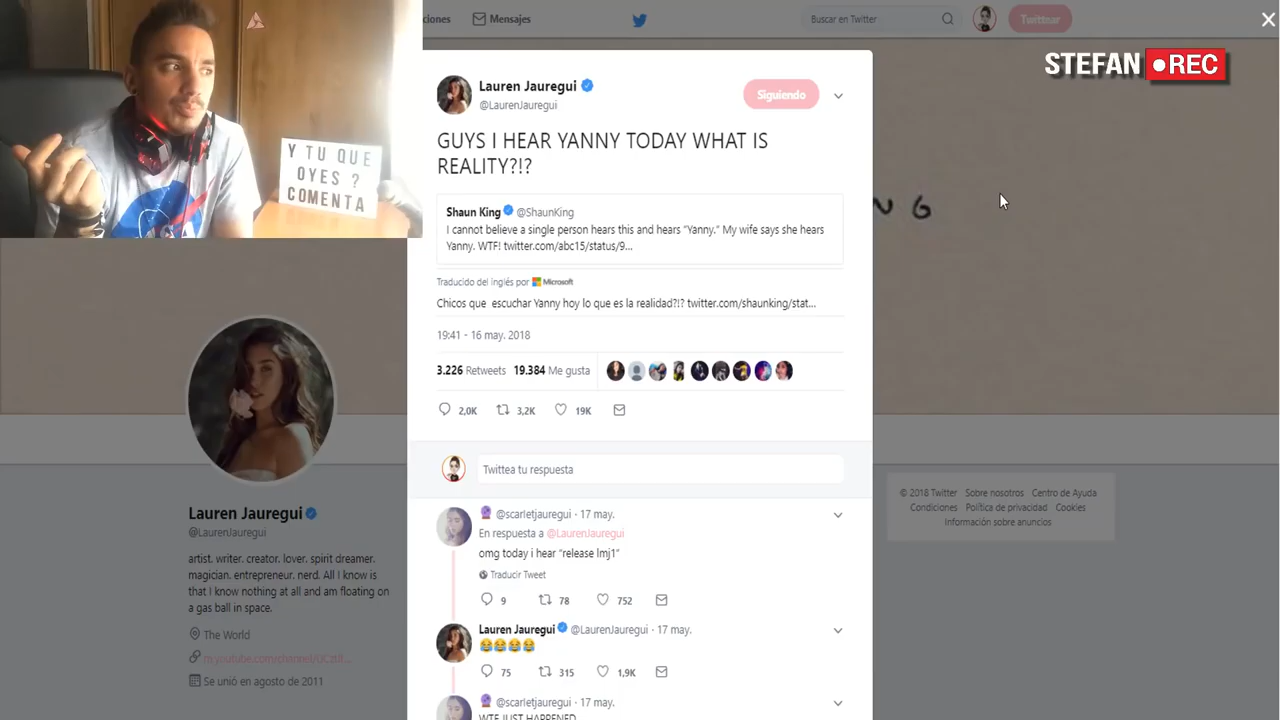 ciones
Mensajes
Buscar en Twitter
Twittear
STEFAN REC
Y TU QUE
OYES ?
COMENTA
Lauren Jauregui
@LaurenJauregui
Siguiendo
GUYS I HEAR YANNY TODAY WHAT IS
REALITY?!?
Shaun King @ShaunKing
I cannot believe a single person hears this and hears “Yanny.” My wife says she hears
Yanny. WTF! twitter.com/abc15/status/9...
Traducido del Inglés por Microsoft
Chicos que escuchar Yanny hoy lo que es la realidad?!? twitter.com/shaunking/stat...
19:41 - 16 may. 2018
3.226 Retweets 19.384 Me gusta
2,0K 3,2K 19K
Twittea tu respuesta
@scarletjauregui · 17 may.
En respuesta a @LaurenJauregui
omg today i hear “release lmj1”
Traducir Tweet
9 78 752
Lauren Jauregui @LaurenJauregui · 17 may.
😂😂😂😂
75 315 1,9K
@scarletjauregui · 17 may.
WTF JUST HAPPENED
N G
Lauren Jauregui
@LaurenJauregui
artist. writer. creator. lover. spirit dreamer.
magician. entrepreneur. nerd. All I know is
that I know nothing at all and am floating on
a gas ball in space.
The World
Se unió en agosto de 2011
© 2018 Twitter Sobre nosotros Centro de Ayuda
Condiciones Política de privacidad Cookies
Información sobre anuncios